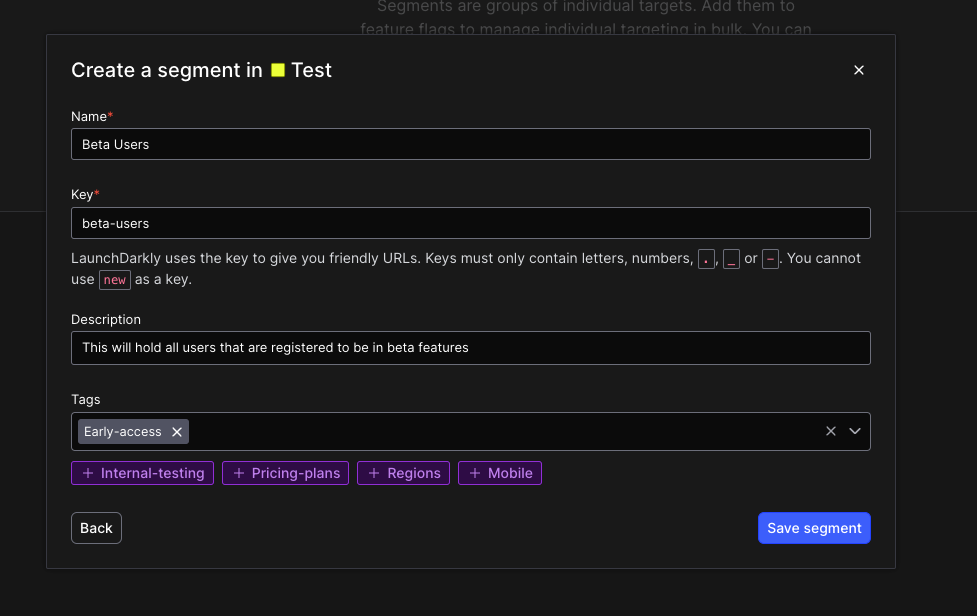 Segments are groups of individual targets. Add them to
feature flags to manage individual targeting in bulk. You can
Create a segment in Test
Name*
Beta Users
Key*
beta-users
LaunchDarkly uses the key to give you friendly URLs. Keys must only contain letters, numbers, ., _ or -. You cannot
use new as a key.
Description
This will hold all users that are registered to be in beta features
Tags
Early-access
+ Internal-testing + Pricing-plans + Regions + Mobile
Back Save segment